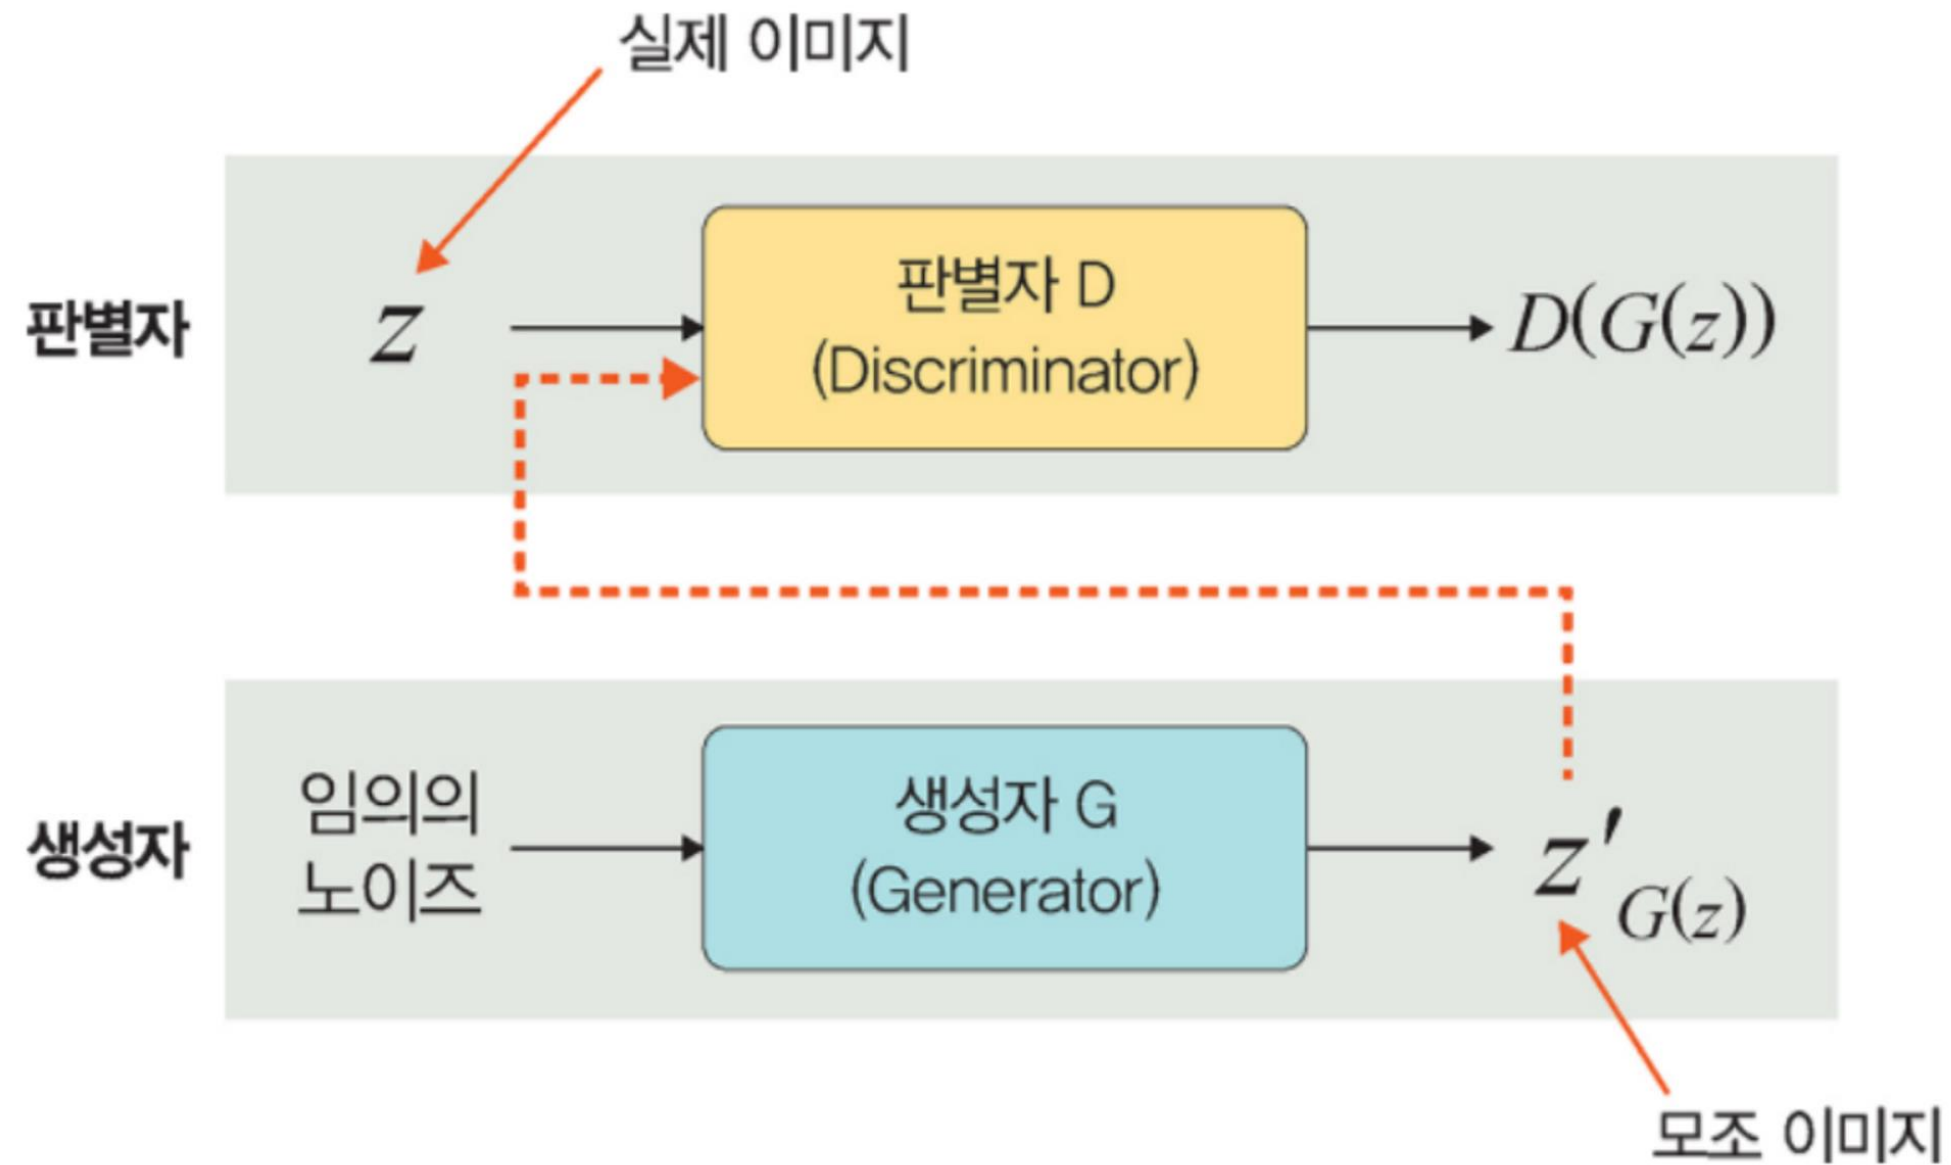 실제 이미지
판별자
z
판별자 D
(Discriminator)
D(G(z))
생성자
임의의
노이즈
생성자 G
(Generator)
z′
G(z)
모조 이미지